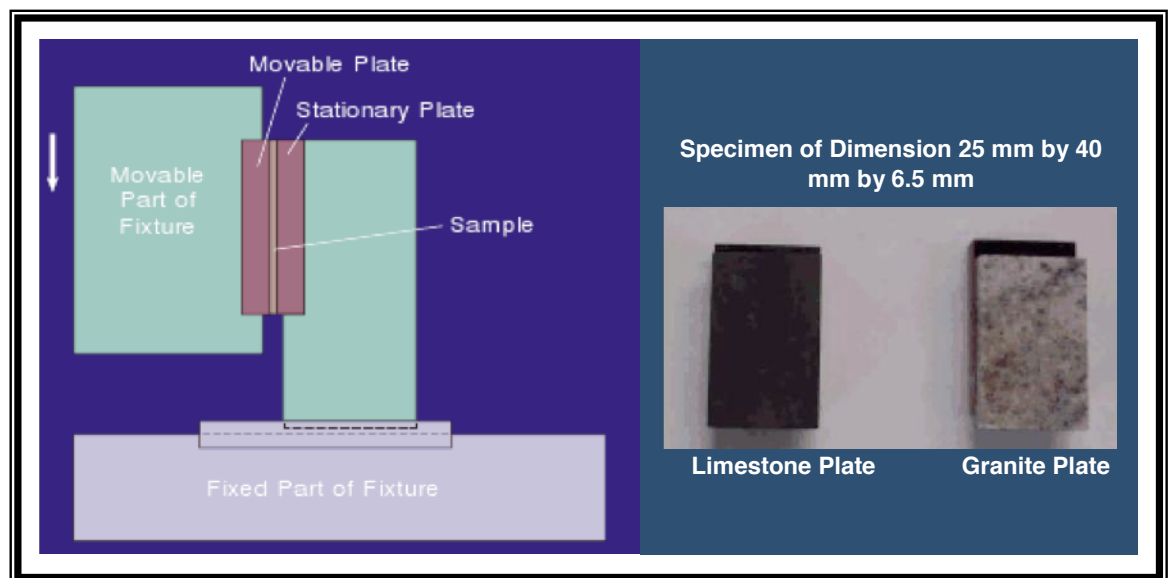 Movable Plate
Stationary Plate
Movable
Part of
Fixture
Sample
Fixed Part of Fixture
Specimen of Dimension 25 mm by 40
mm by 6.5 mm
Limestone Plate
Granite Plate